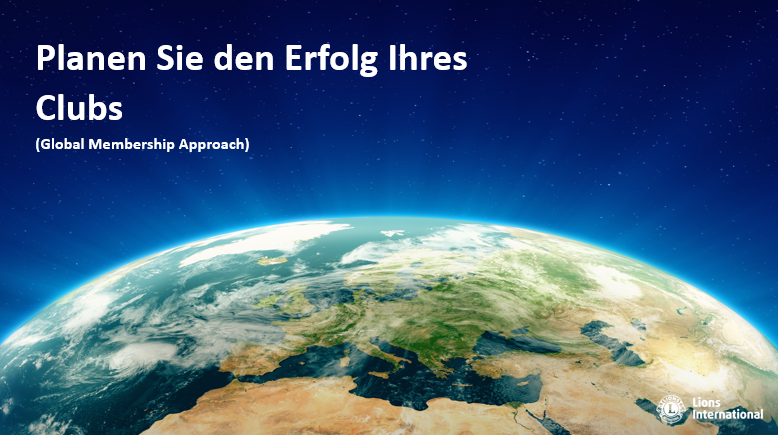 Planen Sie den Erfolg Ihres
Clubs
(Global Membership Approach)
Lions
International